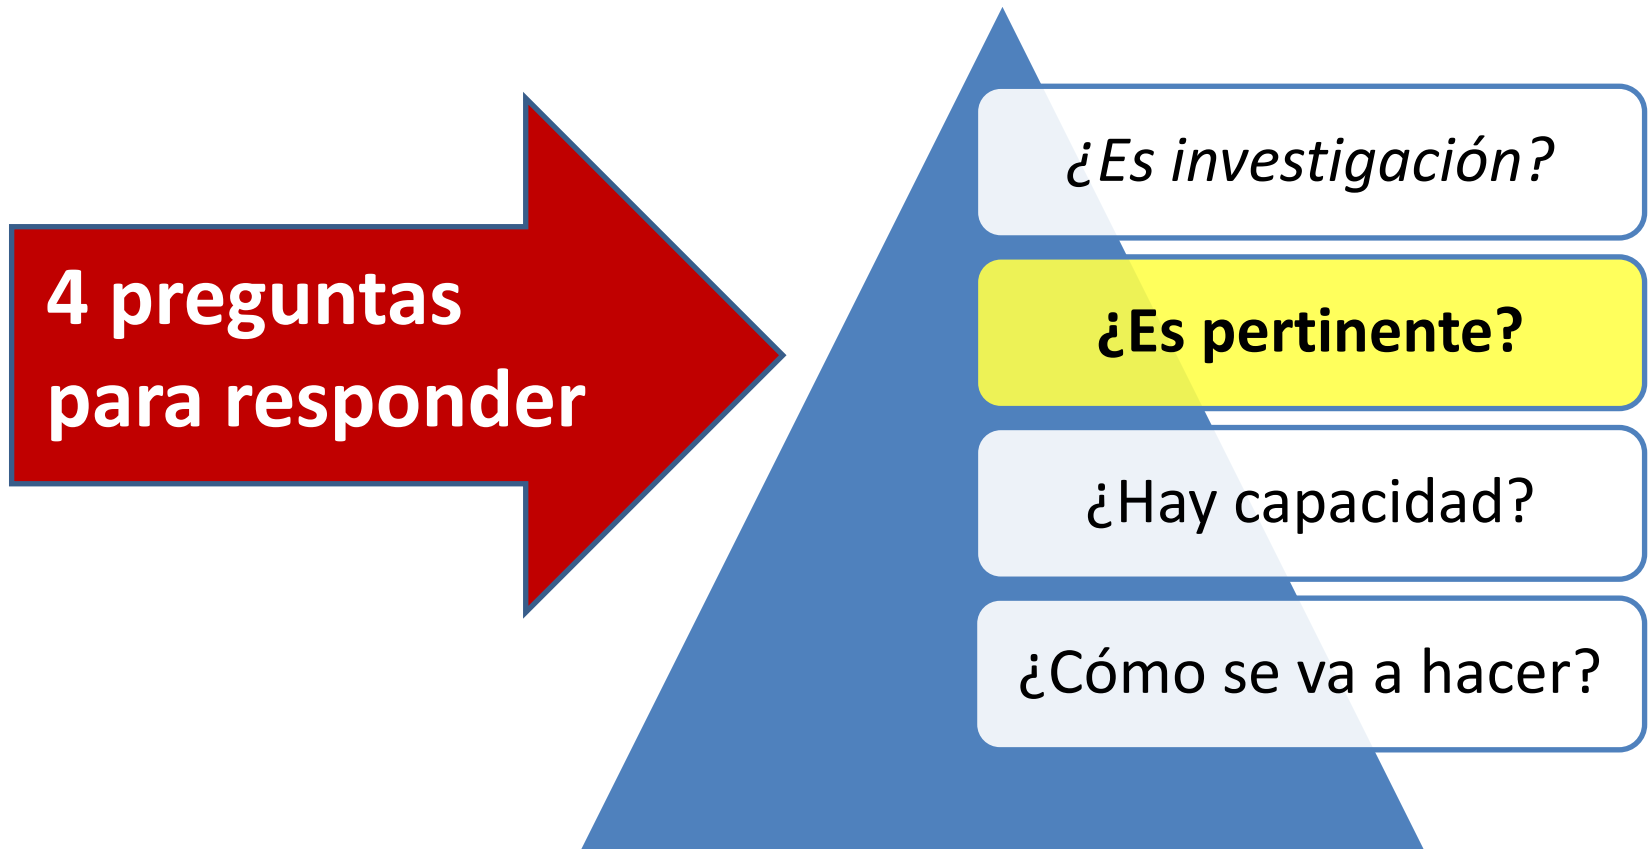 4 preguntas
para responder
¿Es investigación?
¿Es pertinente?
¿Hay capacidad?
¿Cómo se va a hacer?